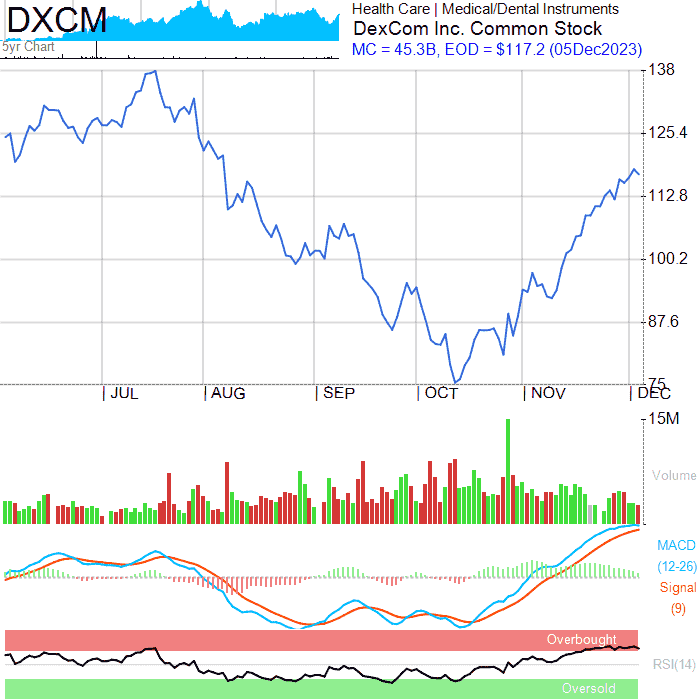 DXCM
5yr Chart
Health Care | Medical/Dental Instruments
DexCom Inc. Common Stock
MC = 45.3B, EOD = $117.2 (05Dec2023)
138
125.4
112.8
100.2
87.6
75
| JUL | AUG | SEP | OCT | NOV | DEC
15M
Volume
MACD
(12-26)
Signal
(9)
Overbought
RSI(14)
Oversold